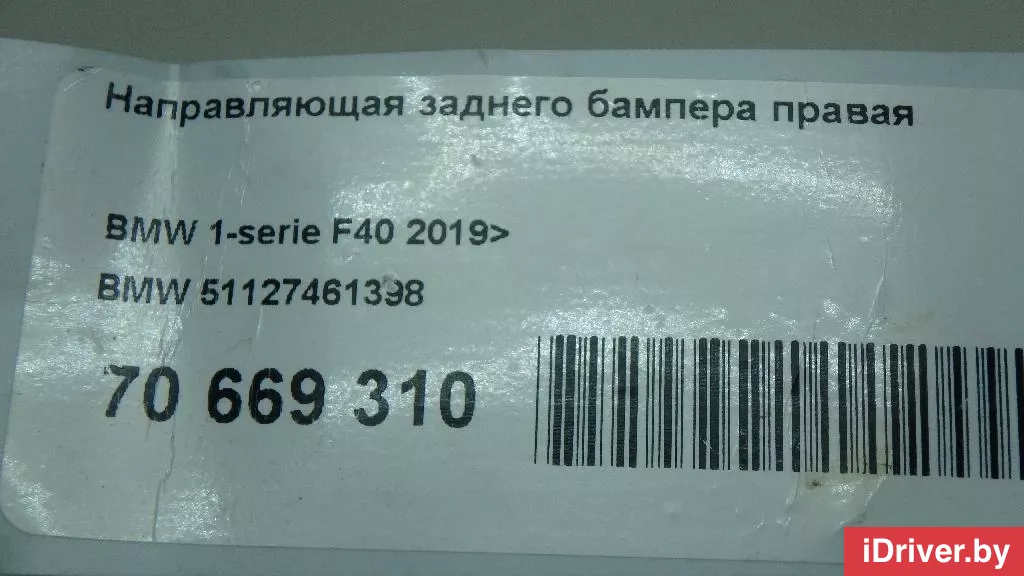 Направляющая заднего бампера правая
BMW 1-serie F40 2019>
BMW 51127461398
70 669 310
iDriver.by